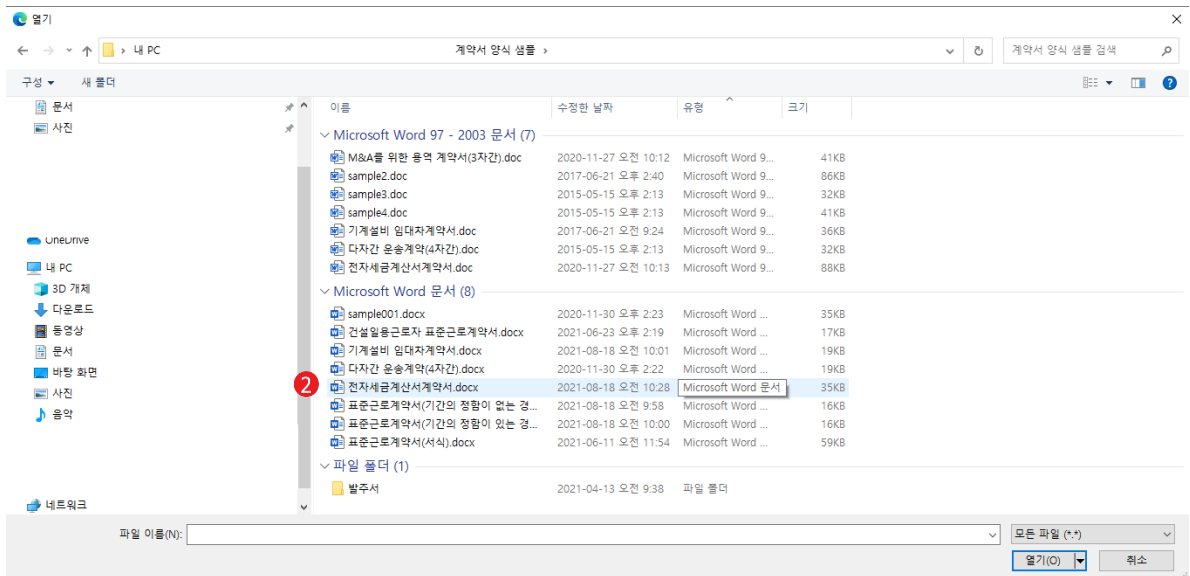 열기
내 PC 계약서 양식 샘플 계약서 양식 샘플 검색
구성 새 폴더
이름 수정한 날짜 유형 크기
문서
사진
OneDrive
내 PC
3D 개체
다운로드
동영상
문서
바탕 화면
사진
음악
네트워크
Microsoft Word 97 - 2003 문서 (7)
M&A를 위한 용역 계약서(3자간).doc 2020-11-27 오전 10:12 Microsoft Word 9... 41KB
sample2.doc 2017-06-21 오후 2:40 Microsoft Word 9... 86KB
sample3.doc 2015-05-15 오후 2:13 Microsoft Word 9... 32KB
sample4.doc 2015-05-15 오후 2:13 Microsoft Word 9... 41KB
기계설비 임대차계약서.doc 2017-06-21 오전 9:24 Microsoft Word 9... 36KB
다자간 운송계약(4자간).doc 2015-05-15 오후 2:13 Microsoft Word 9... 32KB
전자세금계산서계약서.doc 2020-11-27 오전 10:13 Microsoft Word 9... 88KB
Microsoft Word 문서 (8)
sample001.docx 2020-11-30 오후 2:23 Microsoft Word ... 35KB
건설일용근로자 표준근로계약서.docx 2021-06-23 오후 2:19 Microsoft Word ... 17KB
기계설비 임대차계약서.docx 2021-08-18 오전 10:01 Microsoft Word ... 19KB
다자간 운송계약(4자간).docx 2020-11-30 오후 2:22 Microsoft Word ... 19KB
2 전자세금계산서계약서.docx 2021-08-18 오전 10:28 Microsoft Word 문서 35KB
표준근로계약서(기간의 정함이 없는 경... 2021-08-18 오전 9:58 Microsoft Word ... 16KB
표준근로계약서(기간의 정함이 있는 경... 2021-08-18 오전 10:00 Microsoft Word ... 16KB
표준근로계약서(서식).docx 2021-06-11 오전 11:54 Microsoft Word ... 59KB
파일 폴더 (1)
발주서 2021-04-13 오전 9:38 파일 폴더
파일 이름(N): 모든 파일 (*.*)
열기(O) 취소